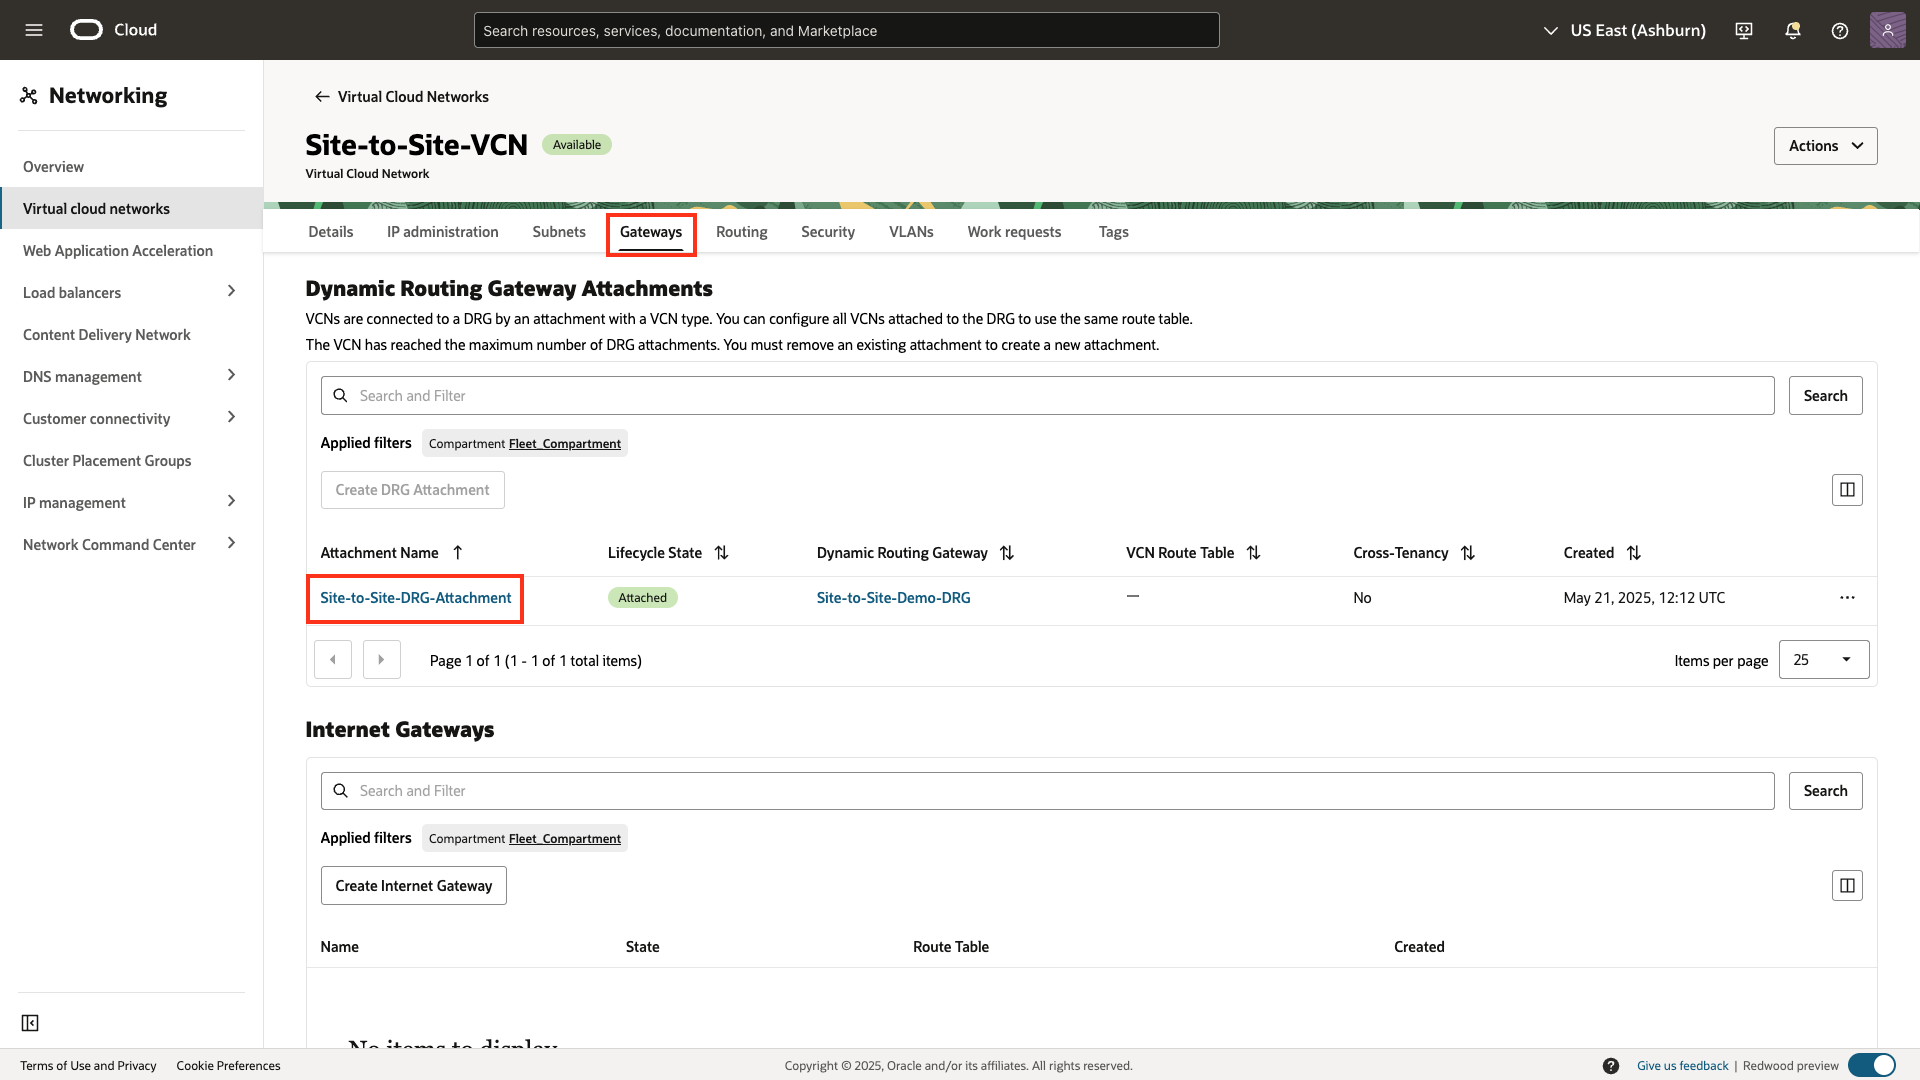 Cloud
Search resources, services, documentation, and Marketplace
US East (Ashburn)
Networking
Overview
Virtual cloud networks
Web Application Acceleration
Load balancers
Content Delivery Network
DNS management
Customer connectivity
Cluster Placement Groups
IP management
Network Command Center
Virtual Cloud Networks
Site-to-Site-VCN Available
Virtual Cloud Network
Actions
Details IP administration Subnets Gateways Routing Security VLANs Work requests Tags
Dynamic Routing Gateway Attachments
VCNs are connected to a DRG by an attachment with a VCN type. You can configure all VCNs attached to the DRG to use the same route table.
The VCN has reached the maximum number of DRG attachments. You must remove an existing attachment to create a new attachment.
Search and Filter Search
Applied filters Compartment Fleet_Compartment
Create DRG Attachment
Attachment Name Lifecycle State Dynamic Routing Gateway VCN Route Table Cross-Tenancy Created
Site-to-Site-DRG-Attachment Attached Site-to-Site-Demo-DRG — No May 21, 2025, 12:12 UTC ...
Page 1 of 1 (1 - 1 of 1 total items) Items per page 25
Internet Gateways
Search and Filter Search
Applied filters Compartment Fleet_Compartment
Create Internet Gateway
Name State Route Table Created
No items to display
Terms of Use and Privacy Cookie Preferences Copyright © 2025, Oracle and/or its affiliates. All rights reserved. Give us feedback | Redwood preview